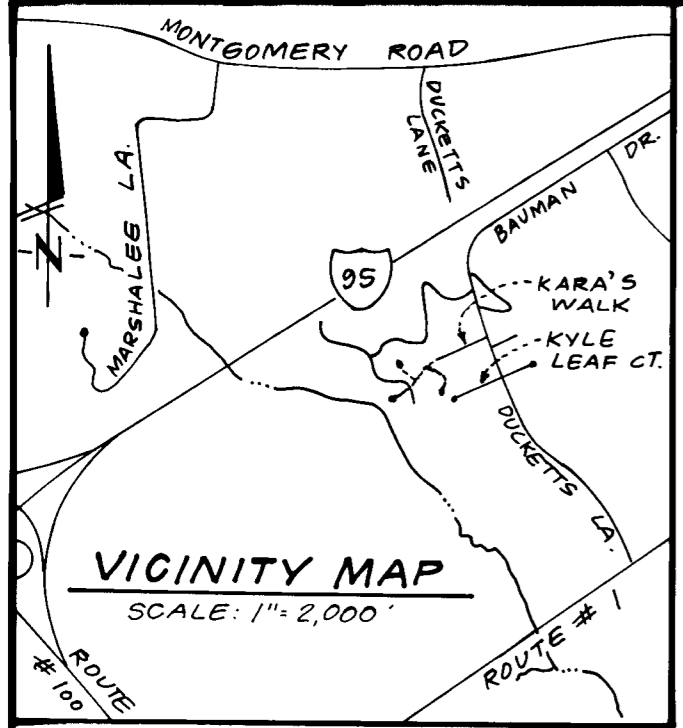 MONTGOMERY ROAD
DUCKETTS
LANE
MARSHALEE LA.
N
95
BAUMAN DR.
KARA'S
WALK
KYLE
LEAF CT.
DUCKETTS LA.
VICINITY MAP
SCALE: 1"= 2,000'
ROUTE
#100
ROUTE # 1